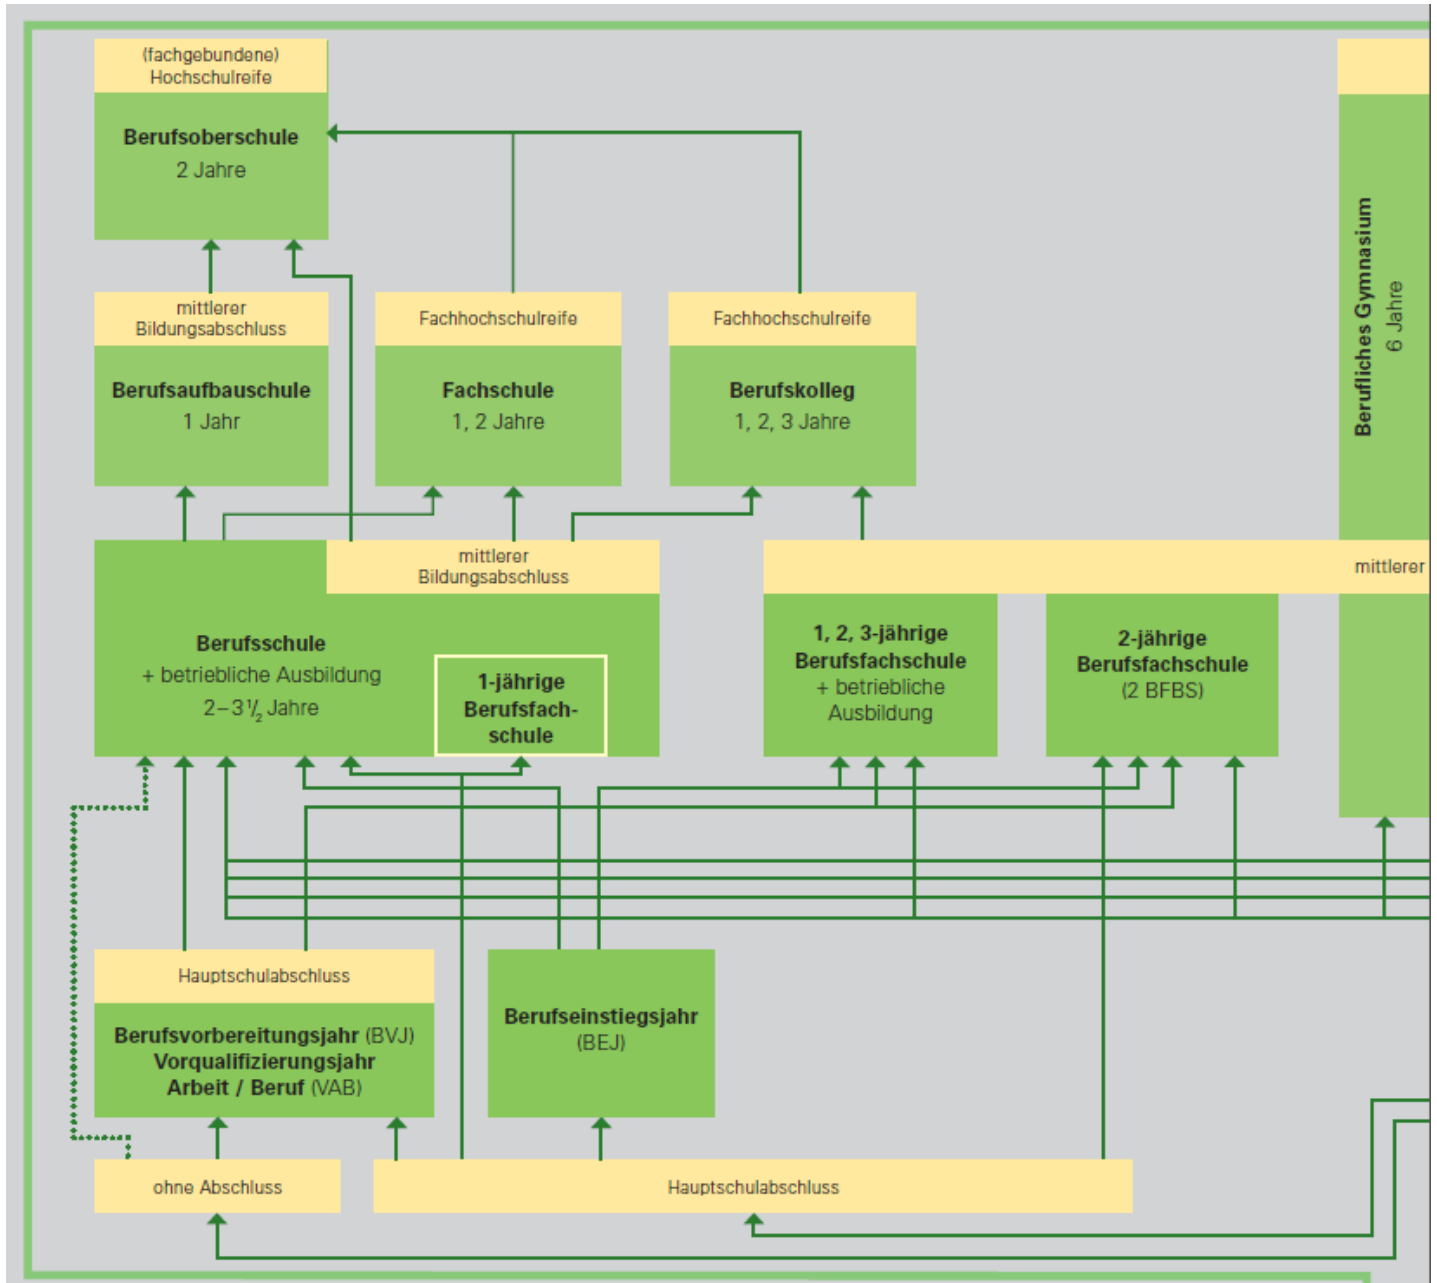 (fachgebundene)
Hochschulreife
Berufsoberschule
2 Jahre
mittlerer
Bildungsabschluss
Berufsaufbauschule
1 Jahr
Fachhochschulreife
Fachschule
1, 2 Jahre
Fachhochschulreife
Berufskolleg
1, 2, 3 Jahre
Berufliches Gymnasium
6 Jahre
mittlerer
Bildungsabschluss
Berufsschule
+ betriebliche Ausbildung
2–3 1/2 Jahre
1-jährige
Berufsfach-
schule
mittlerer
1, 2, 3-jährige
Berufsfachschule
+ betriebliche
Ausbildung
2-jährige
Berufsfachschule
(2 BFBS)
Hauptschulabschluss
Berufsvorbereitungsjahr (BVJ)
Vorqualifizierungsjahr
Arbeit / Beruf (VAB)
Berufseinstiegsjahr
(BEJ)
ohne Abschluss
Hauptschulabschluss